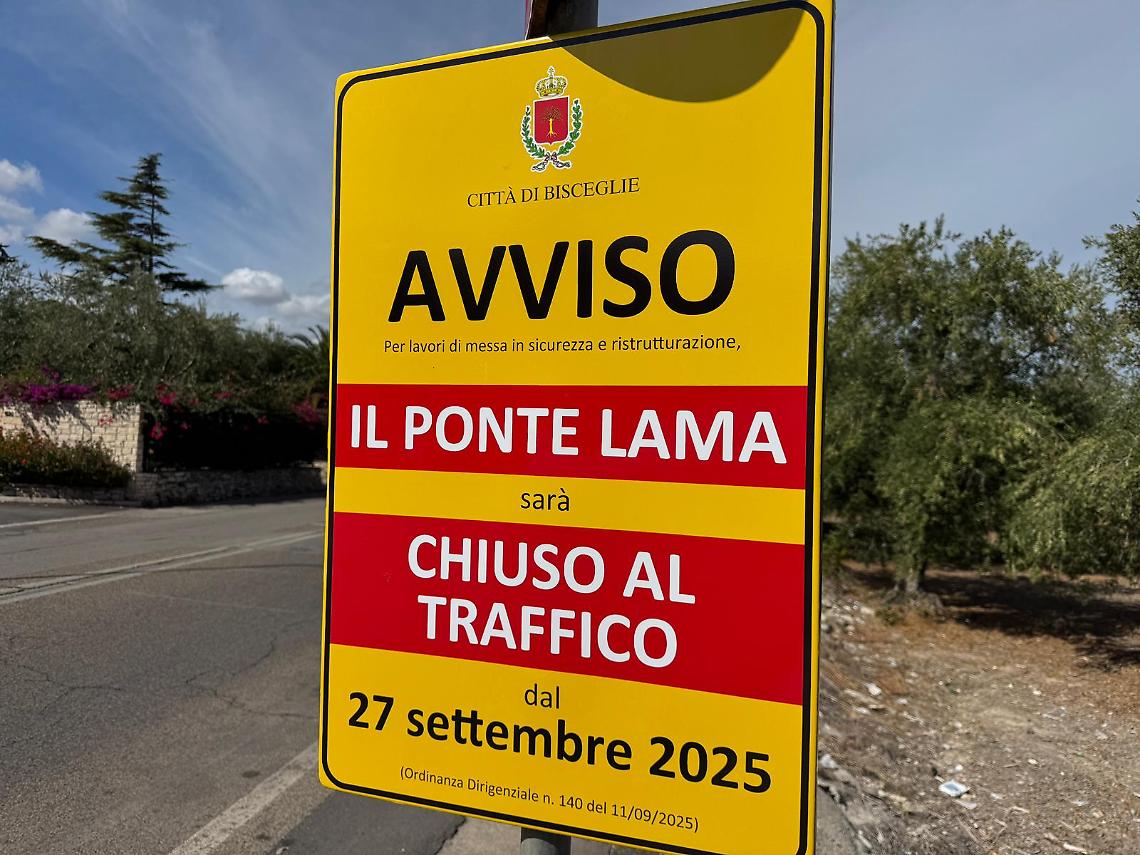 CITTÀ DI BISCEGLIE
AVVISO
Per lavori di messa in sicurezza e ristrutturazione,
IL PONTE LAMA
sarà
CHIUSO AL
TRAFFICO
dal
27 settembre 2025
(Ordinanza Dirigenziale n. 140 del 11/09/2025)